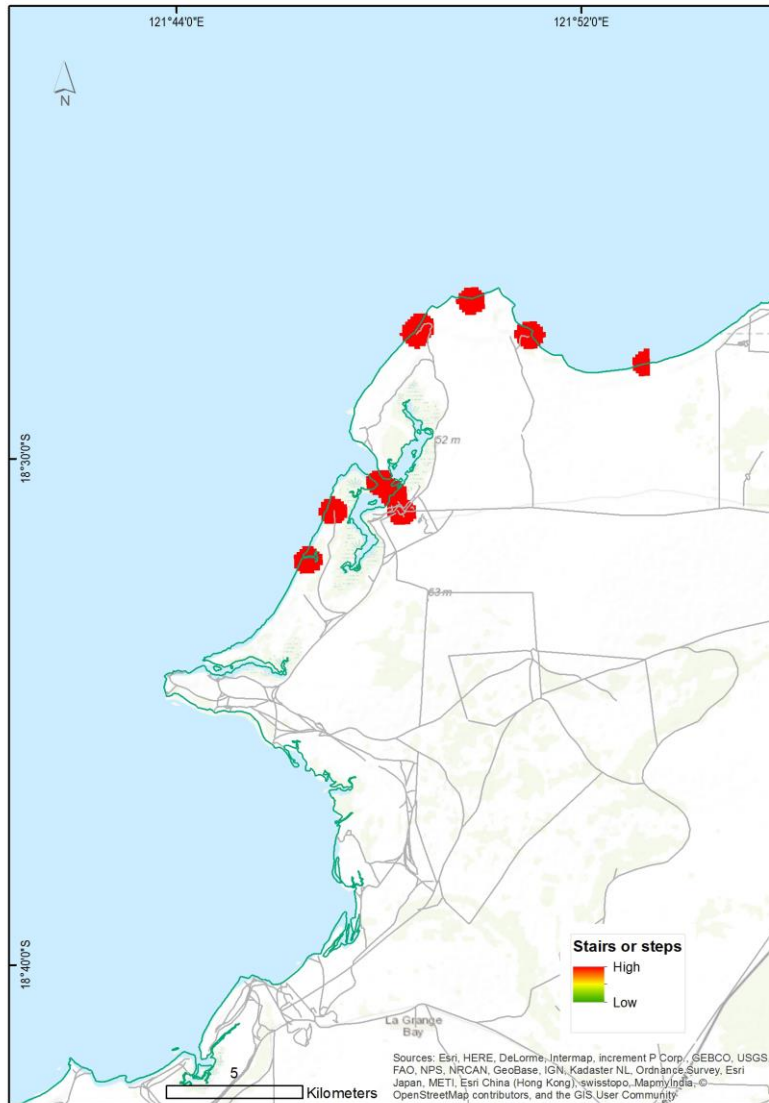 121°44'0"E
121°52'0"E
N
18°30'0"S
52 m
63 m
18°40'0"S
Stairs or steps
High
Low
La Grange
Bay
5
Kilometers
Sources: Esri, HERE, DeLorme, Intermap, increment P Corp., GEBCO, USGS,
FAO, NPS, NRCAN, GeoBase, IGN, Kadaster NL, Ordnance Survey, Esri
Japan, METI, Esri China (Hong Kong), swisstopo, MapmyIndia, ©
OpenStreetMap contributors, and the GIS User Community